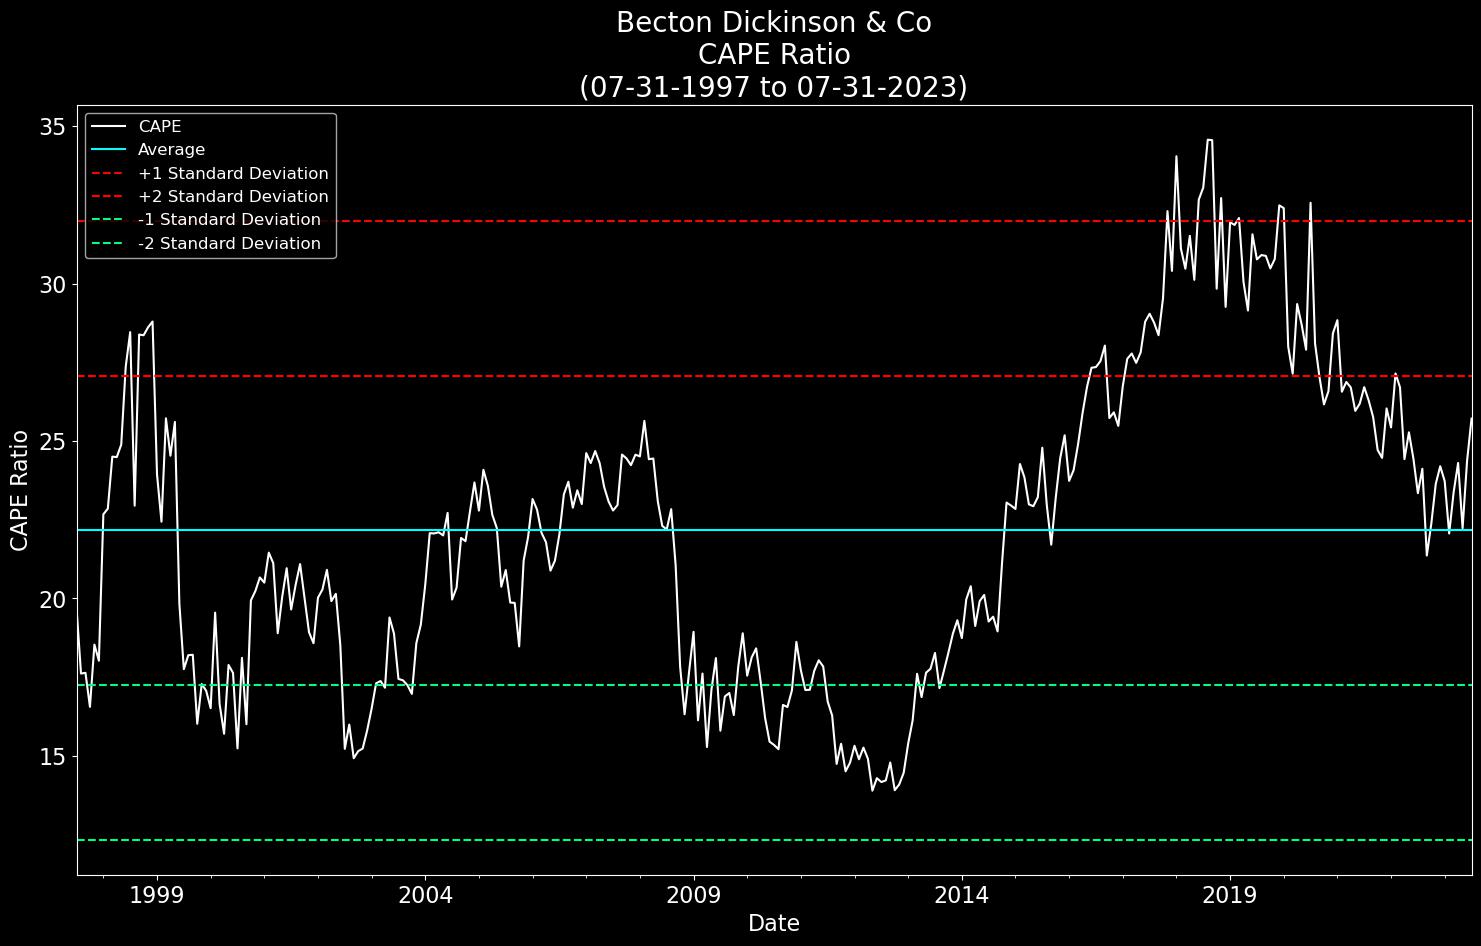 Becton Dickinson & Co
CAPE Ratio
(07-31-1997 to 07-31-2023)
CAPE
Average
+1 Standard Deviation
+2 Standard Deviation
-1 Standard Deviation
-2 Standard Deviation
35
30
25
20
15
CAPE Ratio
1999
2004
2009
2014
2019
Date